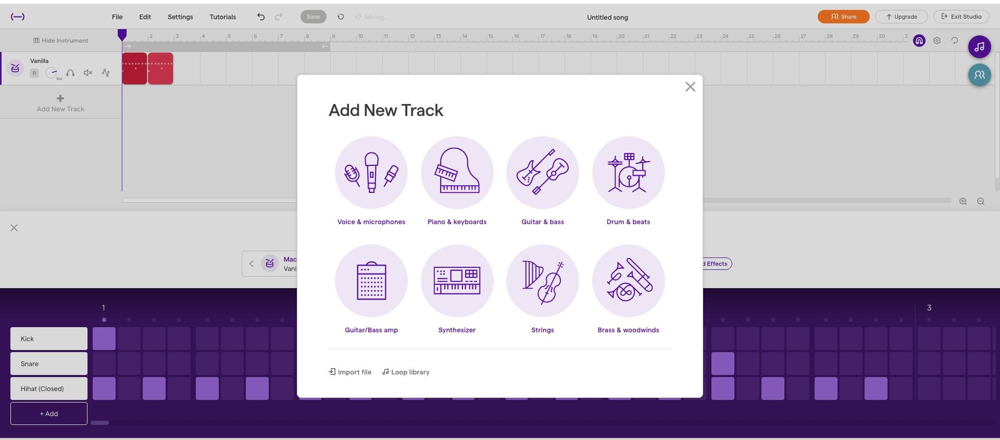 File Edit Settings Tutorials Save Mixing... Untitled song Share Upgrade Exit Studio
Hide Instrument 2 3 4 5 6 7 8 9 10 11 12 13 14 15 16 17 18 19 20 21 22 23 24 25 26 27 28 29 30 3
Vanilla
R Vol
Add New Track
Add New Track
Voice & microphones Piano & keyboards Guitar & bass Drum & beats
Mac
Vani
d Effects
Guitar/Bass amp Synthesizer Strings Brass & woodwinds
Import file Loop library
1 3
Kick
Snare
Hihat (Closed)
+ Add